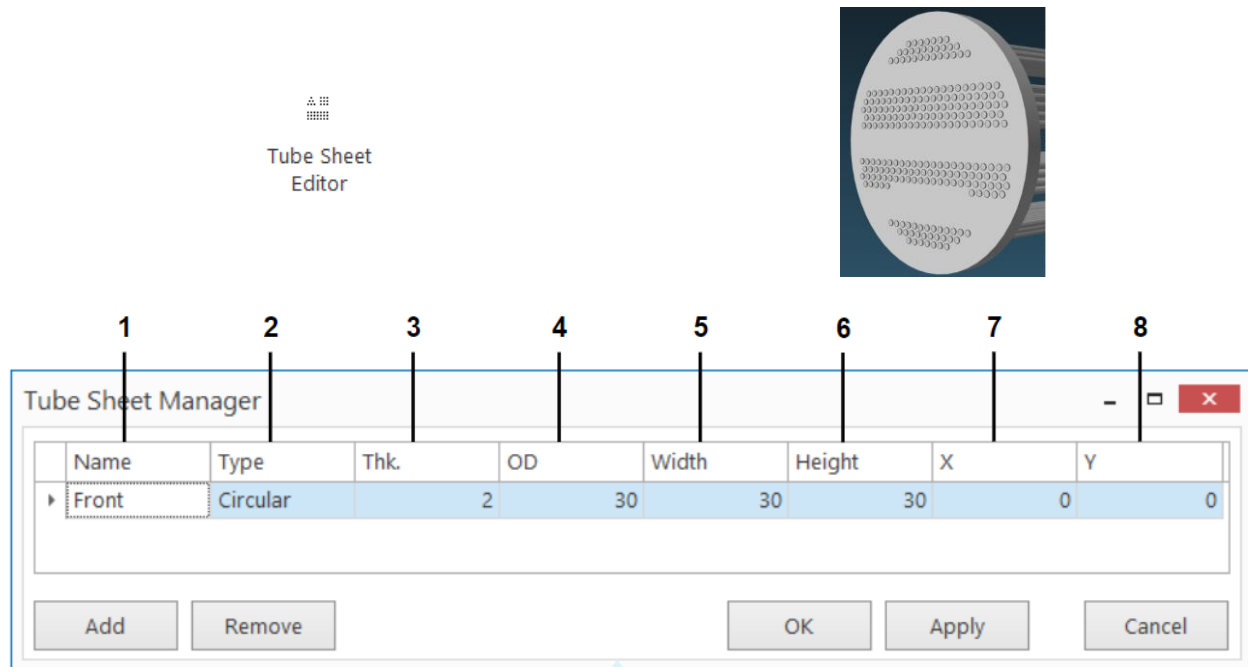 Tube Sheet
Editor
1 2 3 4 5 6 7 8
Tube Sheet Manager
Name Type Thk. OD Width Height X Y
Front Circular 2 30 30 30 0 0
Add Remove OK Apply Cancel